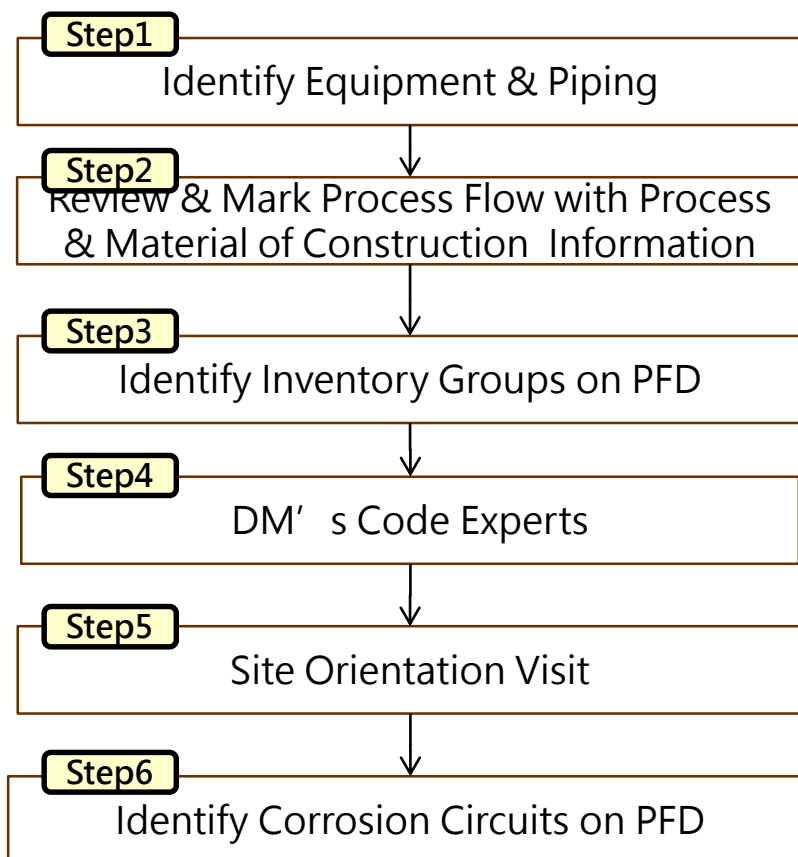 Step1
Identify Equipment & Piping
Step2
Review & Mark Process Flow with Process
& Material of Construction Information
Step3
Identify Inventory Groups on PFD
Step4
DM’s Code Experts
Step5
Site Orientation Visit
Step6
Identify Corrosion Circuits on PFD